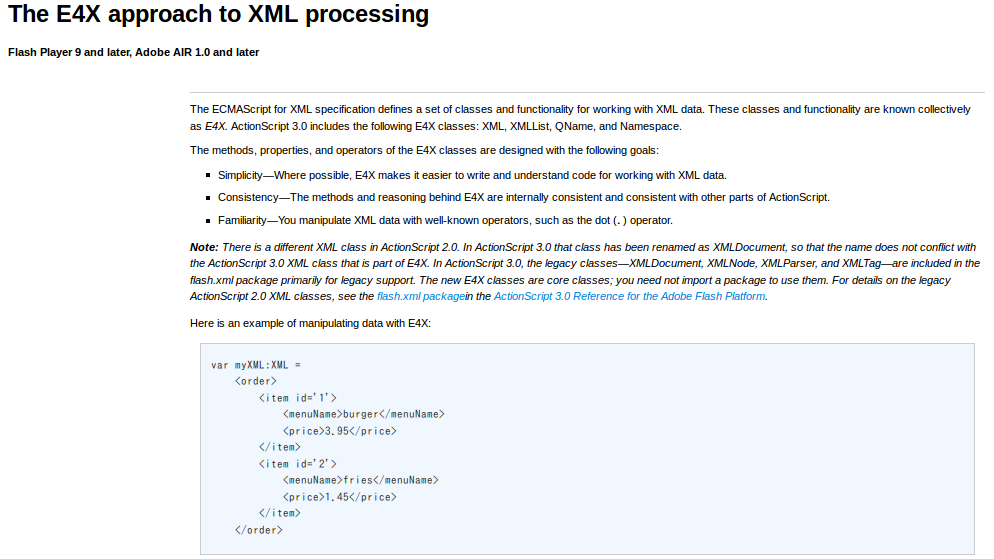 The E4X approach to XML processing
Flash Player 9 and later, Adobe AIR 1.0 and later
The ECMAScript for XML specification defines a set of classes and functionality for working with XML data. These classes and functionality are known collectively
as E4X. ActionScript 3.0 includes the following E4X classes: XML, XMLList, QName, and Namespace.
The methods, properties, and operators of the E4X classes are designed with the following goals:
▪ Simplicity—Where possible, E4X makes it easier to write and understand code for working with XML data.
▪ Consistency—The methods and reasoning behind E4X are internally consistent and consistent with other parts of ActionScript.
▪ Familiarity—You manipulate XML data with well-known operators, such as the dot (.) operator.
Note: There is a different XML class in ActionScript 2.0. In ActionScript 3.0 that class has been renamed as XMLDocument, so that the name does not conflict with
the ActionScript 3.0 XML class that is part of E4X. In ActionScript 3.0, the legacy classes—XMLDocument, XMLNode, XMLParser, and XMLTag—are included in the
flash.xml package primarily for legacy support. The new E4X classes are core classes; you need not import a package to use them. For details on the legacy
ActionScript 2.0 XML classes, see the flash.xml packagein the ActionScript 3.0 Reference for the Adobe Flash Platform.
Here is an example of manipulating data with E4X:
var myXML:XML =
    <order>
        <item id='1'>
            <menuName>burger</menuName>
            <price>3.95</price>
        </item>
        <item id='2'>
            <menuName>fries</menuName>
            <price>1.45</price>
        </item>
    </order>